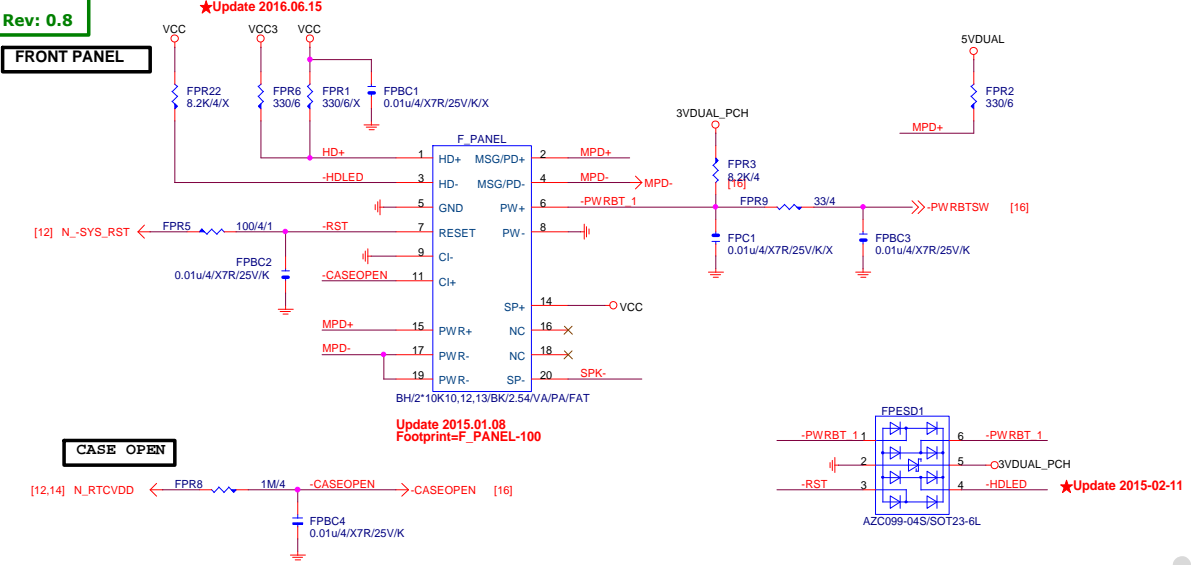 ★Update 2016.06.15
Rev: 0.8
FRONT PANEL
VCC
VCC3
VCC
5VDUAL
FPR22
8.2K/4/X
FPR6
330/6
FPR1
330/6/X
FPBC1
0.01u/4/X7R/25V/K/X
FPR2
330/6
MPD+
3VDUAL_PCH
F_PANEL
HD+ 1 HD+ MSG/PD+ 2 MPD+
-HDLED 3 HD- MSG/PD- 4 MPD- MPD- [16]
FPR3
8.2K/4
5 GND PW+ 6 -PWRBT_1 FPR9 33/4 -PWRBTSW [16]
[12] N_-SYS_RST FPR5 100/4/1 -RST 7 RESET PW- 8
FPC1
0.01u/4/X7R/25V/K/X
FPBC3
0.01u/4/X7R/25V/K
9 CI-
FPBC2
0.01u/4/X7R/25V/K
-CASEOPEN 11 CI+
SP+ 14 VCC
MPD+ 15 PWR+ NC 16
MPD- 17 PWR- NC 18
19 PWR- SP- 20 SPK-
BH/2*10K10,12,13/BK/2.54/VA/PA/FAT
Update 2015.01.08
Footprint=F_PANEL-100
FPESD1
-PWRBT_1 1 6 -PWRBT_1
2 5 3VDUAL_PCH
-RST 3 4 -HDLED ★Update 2015-02-11
AZC099-04S/SOT23-6L
CASE OPEN
[12,14] N_RTCVDD FPR8 1M/4 -CASEOPEN -CASEOPEN [16]
FPBC4
0.01u/4/X7R/25V/K